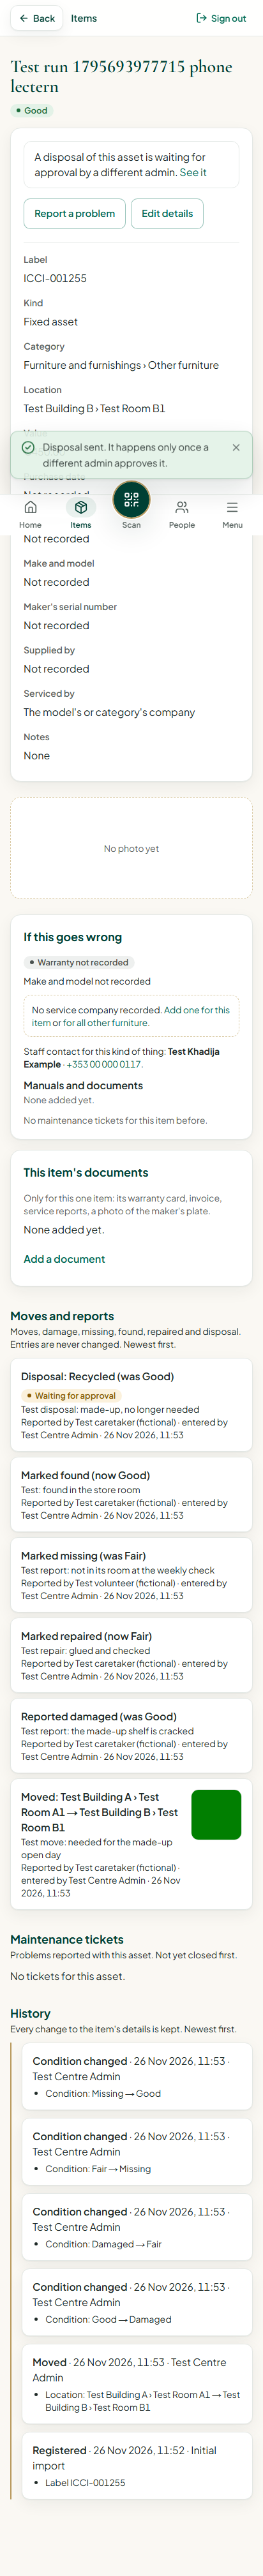 Back Items Sign out
Test run 1795693977715 phone
lectern
Good
A disposal of this asset is waiting for
approval by a different admin. See it
Report a problem Edit details
Label
ICCI-001255
Kind
Fixed asset
Category
Furniture and furnishings › Other furniture
Location
Test Building B › Test Room B1
Disposal sent. It happens only once a
different admin approves it.
Home Items Scan People Menu
Not recorded
Make and model
Not recorded
Maker's serial number
Not recorded
Supplied by
Not recorded
Serviced by
The model's or category's company
Notes
None
No photo yet
If this goes wrong
Warranty not recorded
Make and model not recorded
No service company recorded. Add one for this
item or for all other furniture.
Staff contact for this kind of thing: Test Khadija
Example · +353 00 000 0117.
Manuals and documents
None added yet.
No maintenance tickets for this item before.
This item's documents
Only for this one item: its warranty card, invoice,
service reports, a photo of the maker's plate.
None added yet.
Add a document
Moves and reports
Moves, damage, missing, found, repaired and disposal.
Entries are never changed. Newest first.
Disposal: Recycled (was Good)
Waiting for approval
Test disposal: made-up, no longer needed
Reported by Test caretaker (fictional) · entered by
Test Centre Admin · 26 Nov 2026, 11:53
Marked found (now Good)
Test: found in the store room
Reported by Test caretaker (fictional) · entered by
Test Centre Admin · 26 Nov 2026, 11:53
Marked missing (was Fair)
Test report: not in its room at the weekly check
Reported by Test volunteer (fictional) · entered by
Test Centre Admin · 26 Nov 2026, 11:53
Marked repaired (now Fair)
Test repair: glued and checked
Reported by Test caretaker (fictional) · entered by
Test Centre Admin · 26 Nov 2026, 11:53
Reported damaged (was Good)
Test report: the made-up shelf is cracked
Reported by Test caretaker (fictional) · entered by
Test Centre Admin · 26 Nov 2026, 11:53
Moved: Test Building A › Test
Room A1 → Test Building B › Test
Room B1
Test move: needed for the made-up
open day
Reported by Test caretaker (fictional) ·
entered by Test Centre Admin · 26 Nov
2026, 11:53
Maintenance tickets
Problems reported with this asset. Not yet closed first.
No tickets for this asset.
History
Every change to the item's details is kept. Newest first.
Condition changed · 26 Nov 2026, 11:53 ·
Test Centre Admin
• Condition: Missing → Good
Condition changed · 26 Nov 2026, 11:53 ·
Test Centre Admin
• Condition: Fair → Missing
Condition changed · 26 Nov 2026, 11:53 ·
Test Centre Admin
• Condition: Damaged → Fair
Condition changed · 26 Nov 2026, 11:53 ·
Test Centre Admin
• Condition: Good → Damaged
Moved · 26 Nov 2026, 11:53 · Test Centre
Admin
• Location: Test Building A › Test Room A1 → Test
Building B › Test Room B1
Registered · 26 Nov 2026, 11:52 · Initial
import
• Label ICCI-001255